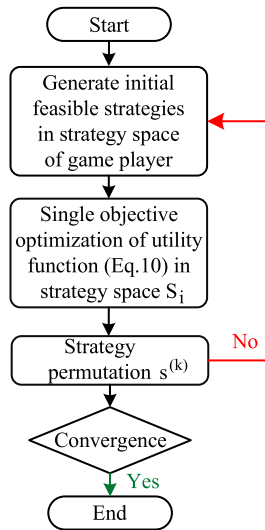 Start
Generate initial
feasible strategies
in strategy space
of game player
Single objective
optimization of utility
function (Eq.10) in
strategy space Sᵢ
Strategy
permutation s⁽ᵏ⁾
No
Convergence
Yes
End